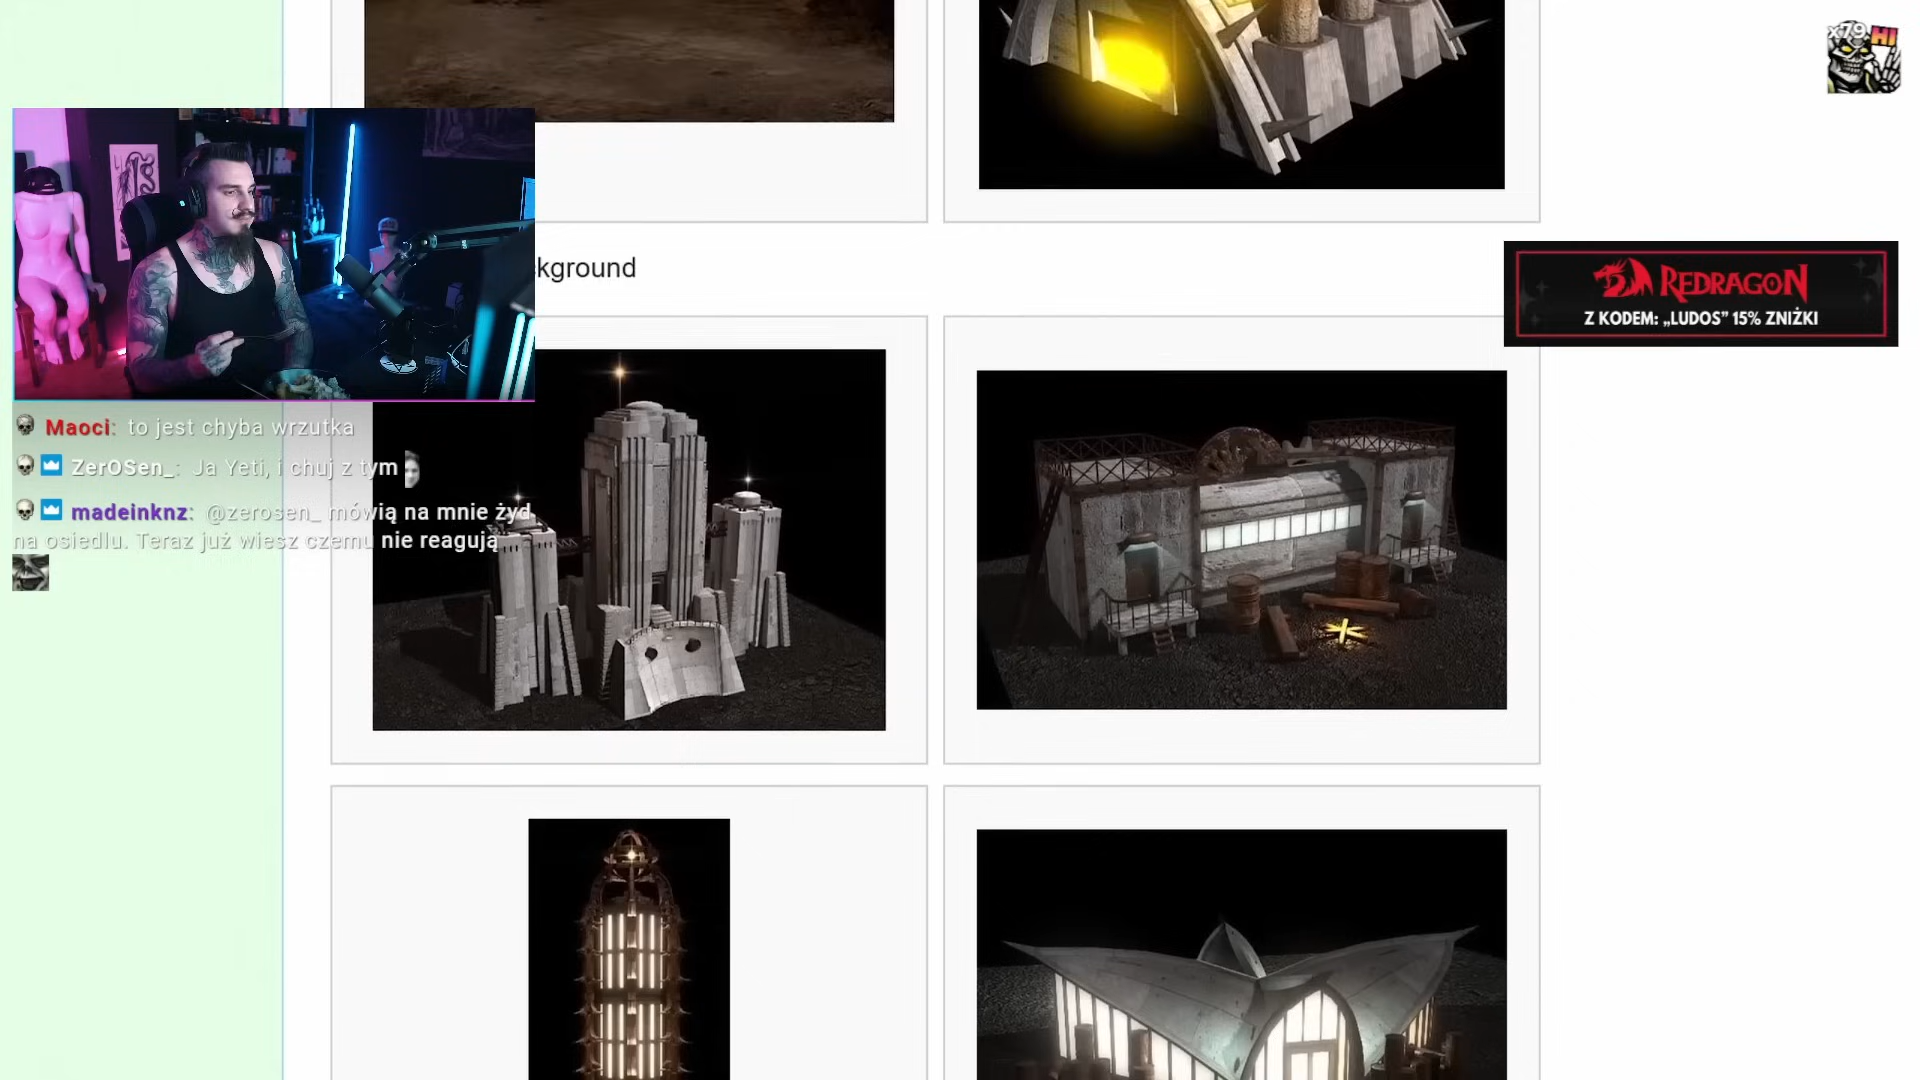 x79 HI
kground
REDRAGON
Z KODEM: „LUDOS” 15% ZNIŻKI
Maoci: to jest chyba wrzutka
ZerOSen_: Ja Yeti, i chuj z tym
madeinknz: @zerosen_ mówią na mnie żyd
na osiedlu. Teraz już wiesz czemu nie reagują